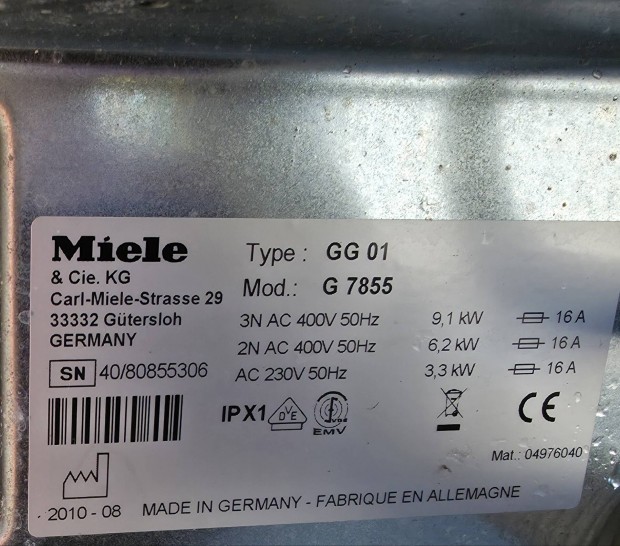 Miele
& Cie. KG
Carl-Miele-Strasse 29
33332 Gütersloh
GERMANY
SN 40/80855306
Type : GG 01
Mod.: G 7855
3N AC 400V 50Hz 9,1 kW 16 A
2N AC 400V 50Hz 6,2 kW 16 A
AC 230V 50Hz 3,3 kW 16 A
IPX1 DVE VDE CE
EMV
Mat.: 04976040
2010 - 08 MADE IN GERMANY - FABRIQUE EN ALLEMAGNE